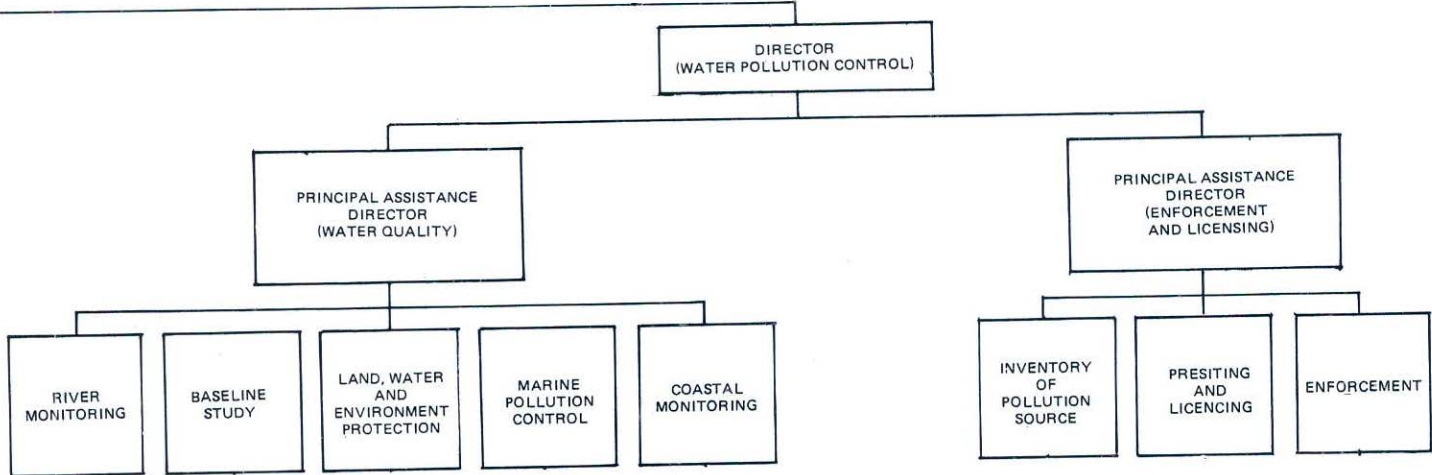 DIRECTOR
(WATER POLLUTION CONTROL)
PRINCIPAL ASSISTANCE
DIRECTOR
(WATER QUALITY)
PRINCIPAL ASSISTANCE
DIRECTOR
(ENFORCEMENT
AND LICENSING)
RIVER
MONITORING
BASELINE
STUDY
LAND, WATER
AND
ENVIRONMENT
PROTECTION
MARINE
POLLUTION
CONTROL
COASTAL
MONITORING
INVENTORY
OF
POLLUTION
SOURCE
PRESITING
AND
LICENCING
ENFORCEMENT